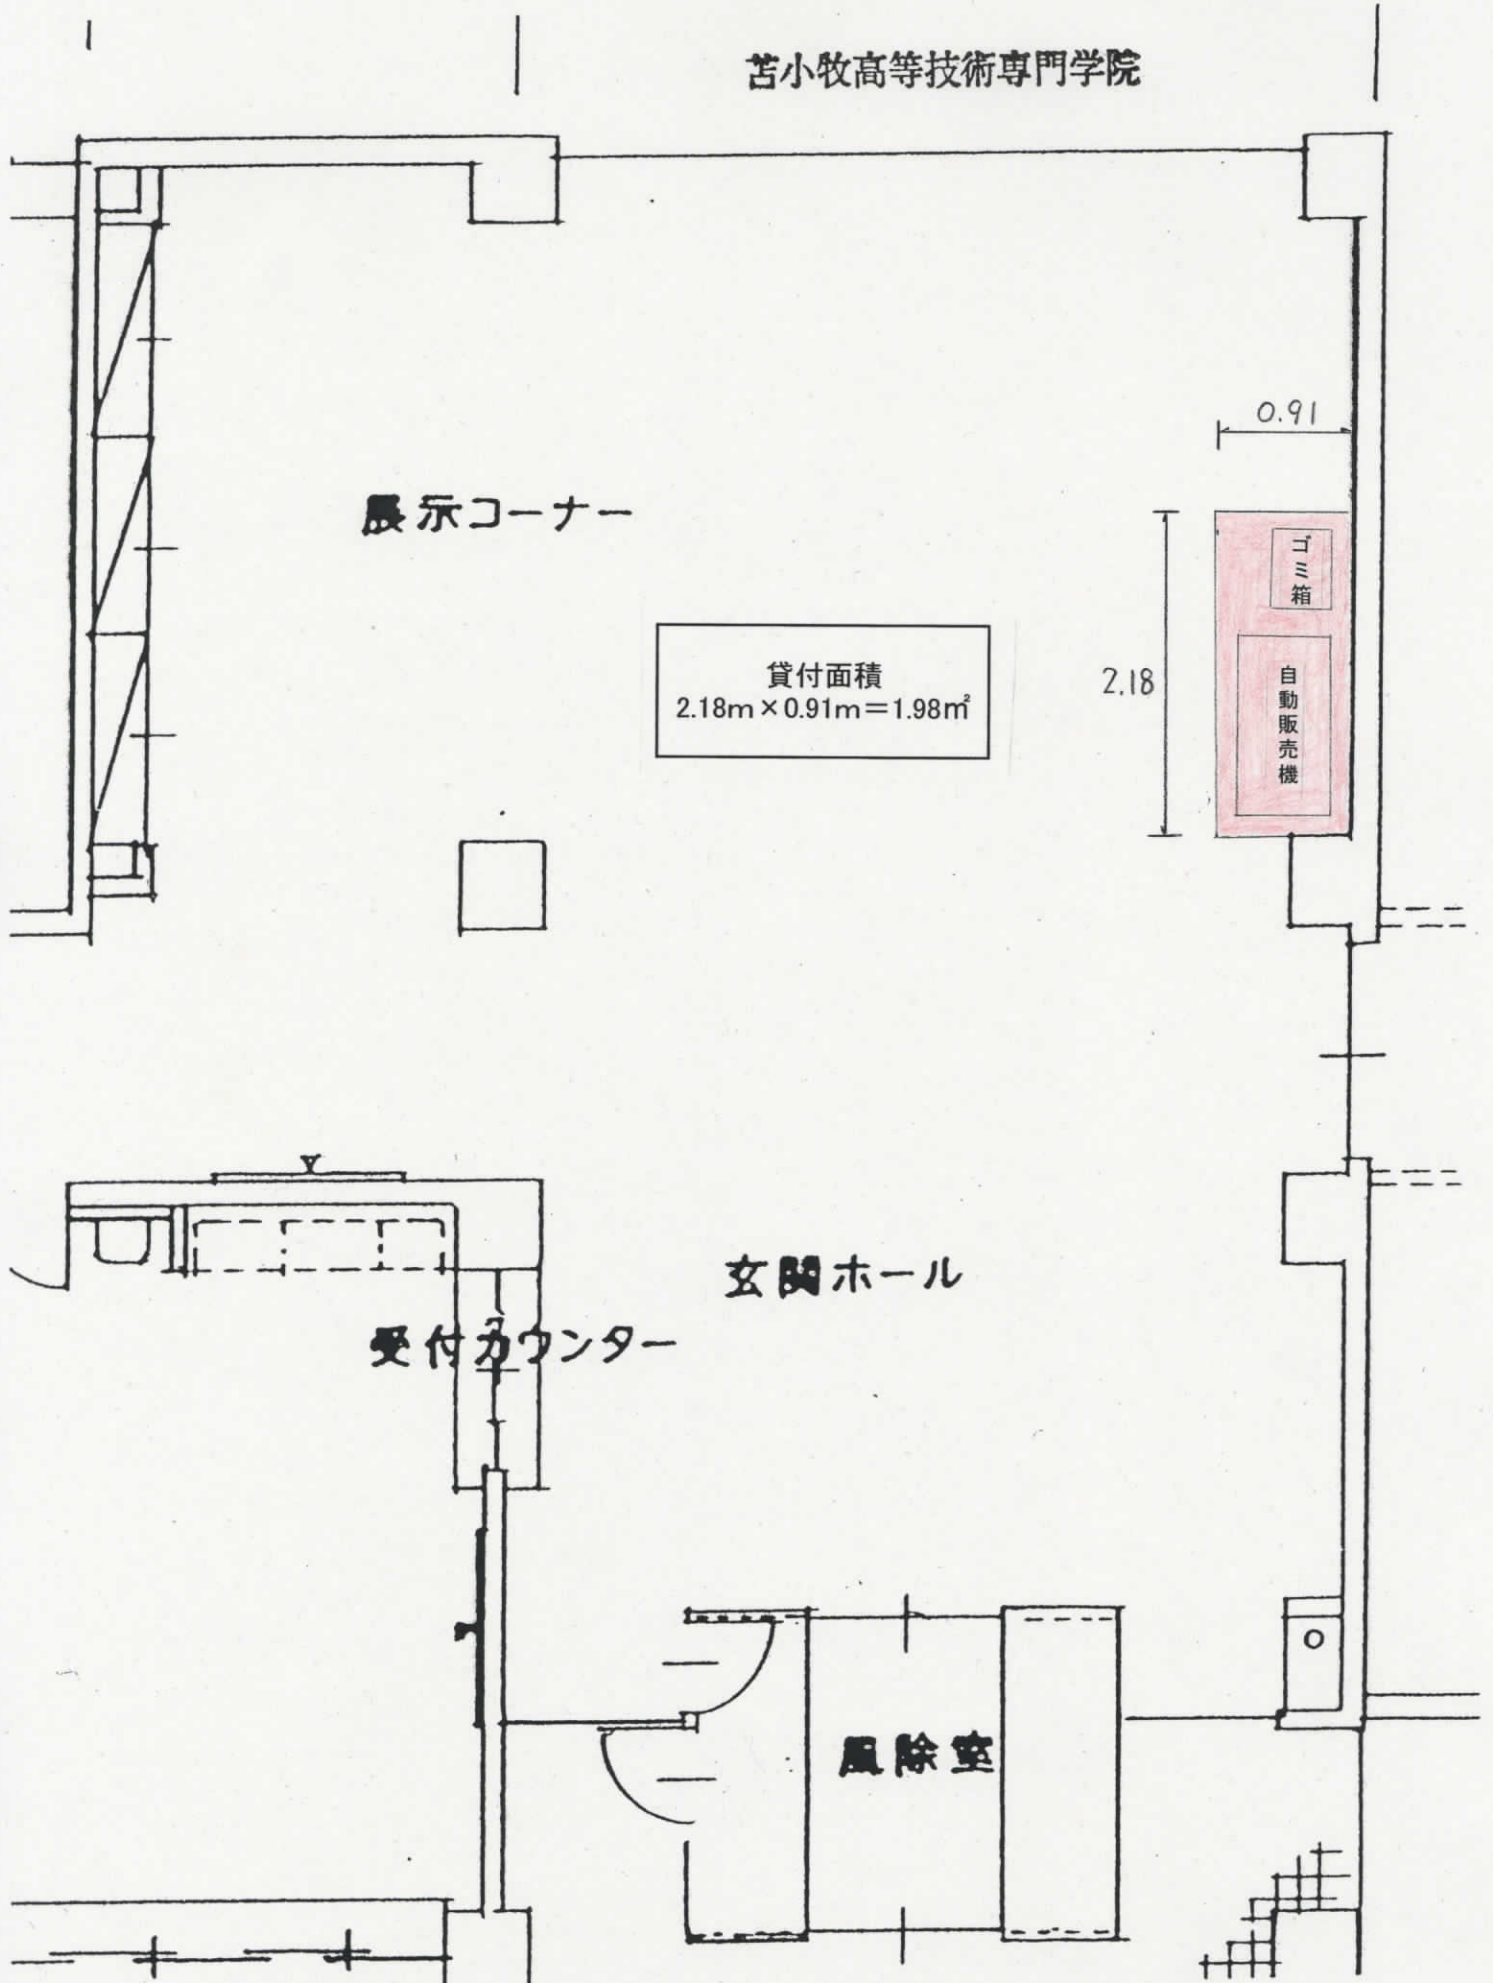 苫小牧高等技術専門学院
0.91
展示コーナー
ゴミ箱
貸付面積
2.18m×0.91m=1.98㎡
2.18
自動販売機
玄関ホール
受付カウンター
風除室